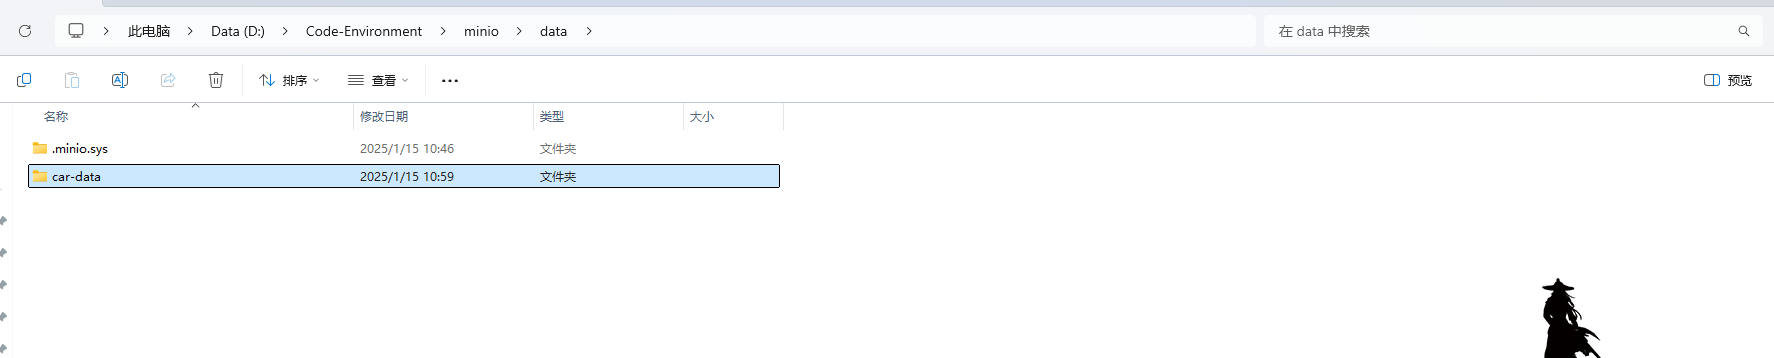 此电脑 > Data (D:) > Code-Environment > minio > data >
在 data 中搜索
A 排序 查看 ... 预览
名称 修改日期 类型 大小
.minio.sys 2025/1/15 10:46 文件夹
car-data 2025/1/15 10:59 文件夹